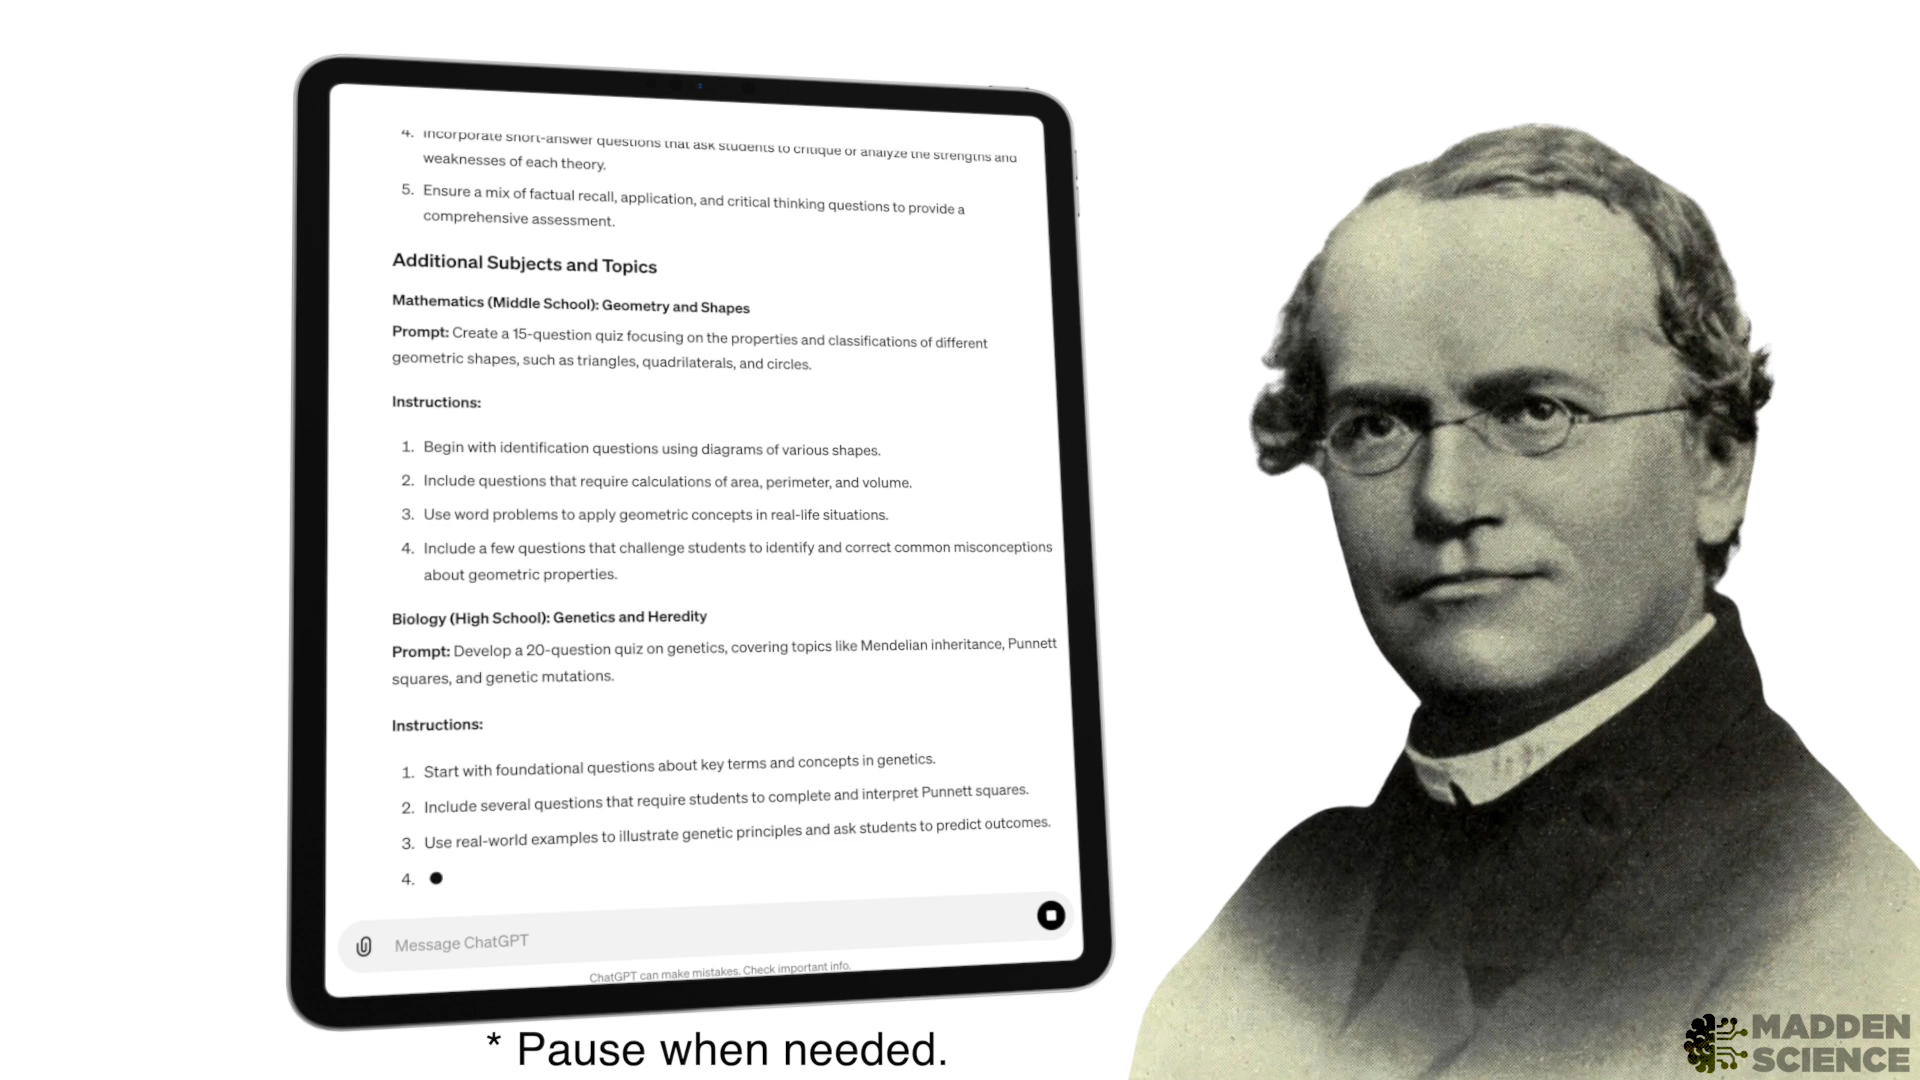 4. Incorporate short-answer questions that ask students to critique or analyze the strengths and
weaknesses of each theory.
5. Ensure a mix of factual recall, application, and critical thinking questions to provide a
comprehensive assessment.
Additional Subjects and Topics
Mathematics (Middle School): Geometry and Shapes
Prompt: Create a 15-question quiz focusing on the properties and classifications of different
geometric shapes, such as triangles, quadrilaterals, and circles.
Instructions:
1. Begin with identification questions using diagrams of various shapes.
2. Include questions that require calculations of area, perimeter, and volume.
3. Use word problems to apply geometric concepts in real-life situations.
4. Include a few questions that challenge students to identify and correct common misconceptions
about geometric properties.
Biology (High School): Genetics and Heredity
Prompt: Develop a 20-question quiz on genetics, covering topics like Mendelian inheritance, Punnett
squares, and genetic mutations.
Instructions:
1. Start with foundational questions about key terms and concepts in genetics.
2. Include several questions that require students to complete and interpret Punnett squares.
3. Use real-world examples to illustrate genetic principles and ask students to predict outcomes.
4.
Message ChatGPT
ChatGPT can make mistakes. Check important info.
* Pause when needed.
MADDEN
SCIENCE